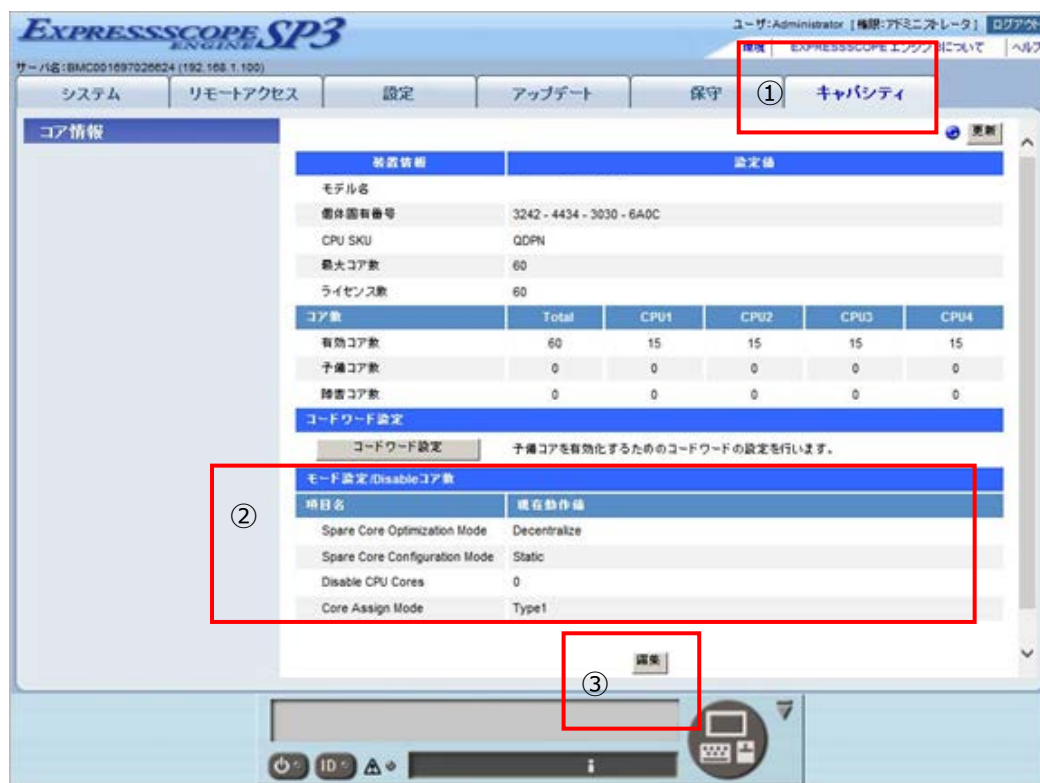 EXPRESSSCOPE ENGINE SP3
ユーザ:Administrator [権限:アドミニストレータ] ログアウト
環境 EXPRESSSCOPE エンジン
について ヘルプ
サーバ名:BMC001697026624 (192.168.1.100)
システム リモートアクセス 設定 アップデート 保守 ① キャパシティ
コア情報
更新
装置情報 設定値
モデル名
個体固有番号 3242 - 4434 - 3030 - 6A0C
CPU SKU QDPN
最大コア数 60
ライセンス数 60
コア数 Total CPU1 CPU2 CPU3 CPU4
有効コア数 60 15 15 15 15
予備コア数 0 0 0 0 0
障害コア数 0 0 0 0 0
コードワード設定
コードワード設定 予備コアを有効化するためのコードワードの設定を行います。
モード設定/Disableコア数
② 項目名 現在動作値
Spare Core Optimization Mode Decentralize
Spare Core Configuration Mode Static
Disable CPU Cores 0
Core Assign Mode Type1
編集
③
ID